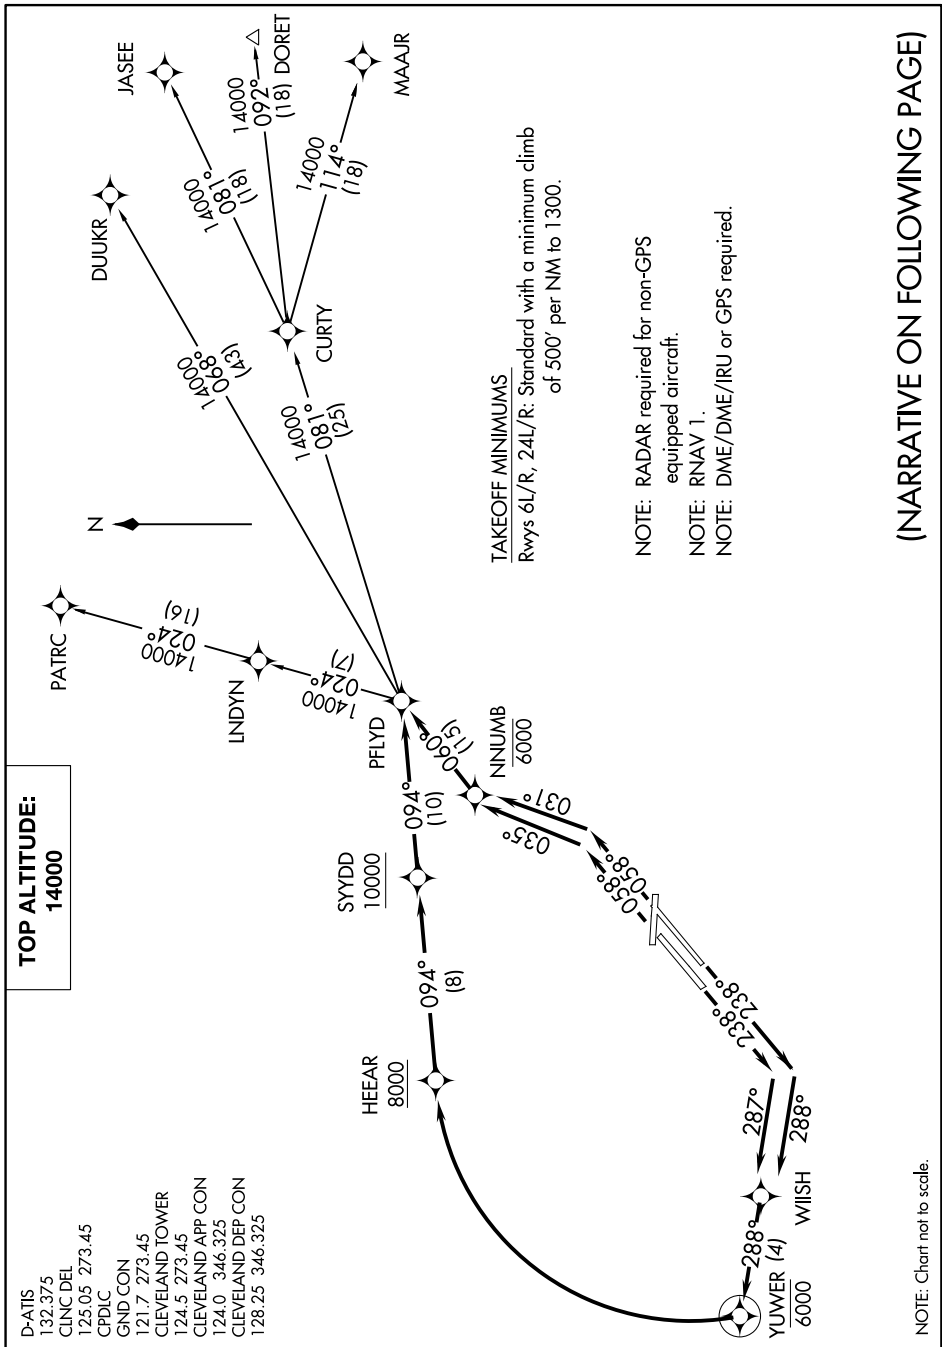 D-ATIS
132.375
CLNC DEL
125.05 273.45
CPDLC
GND CON
121.7 273.45
CLEVELAND TOWER
124.5 273.45
CLEVELAND APP CON
124.0 346.325
CLEVELAND DEP CON
128.25 346.325
TOP ALTITUDE:
14000
PATRC
14000
024°
(16)
LNDYN
14000
024°
(7)
N
DUUKR
14000
068°
(43)
JASEE
14000
081°
(18)
14000
092°
(18) DORET
14000
114°
(18)
MAAJR
CURTY
14000
081°
(25)
PFLYD
094°
(10)
SYYDD
10000
094°
(8)
HEEAR
8000
060°
(15)
NNUMB
6000
031°
035°
058°
058°
238°
238°
287°
288°
WIISH
288°
(4)
YUWER
6000
TAKEOFF MINIMUMS
Rwys 6L/R, 24L/R: Standard with a minimum climb
of 500' per NM to 1300.
NOTE: RADAR required for non-GPS
equipped aircraft.
NOTE: RNAV 1.
NOTE: DME/DME/IRU or GPS required.
(NARRATIVE ON FOLLOWING PAGE)
NOTE: Chart not to scale.